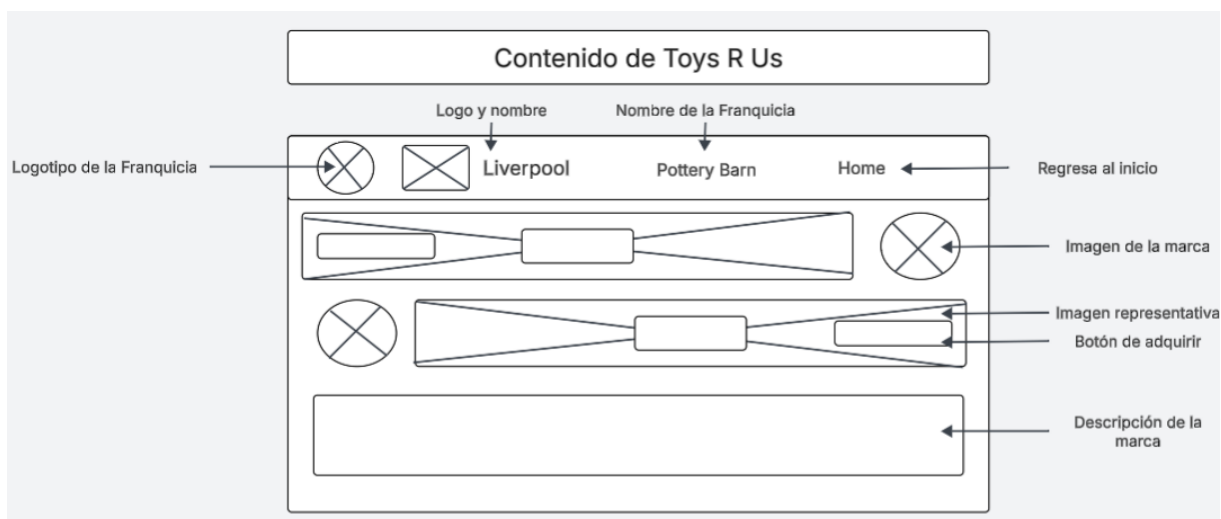 Contenido de Toys R Us
Logo y nombre
Nombre de la Franquicia
Logotipo de la Franquicia
Liverpool
Pottery Barn
Home
Regresa al inicio
Imagen de la marca
Imagen representativa
Botón de adquirir
Descripción de la
marca